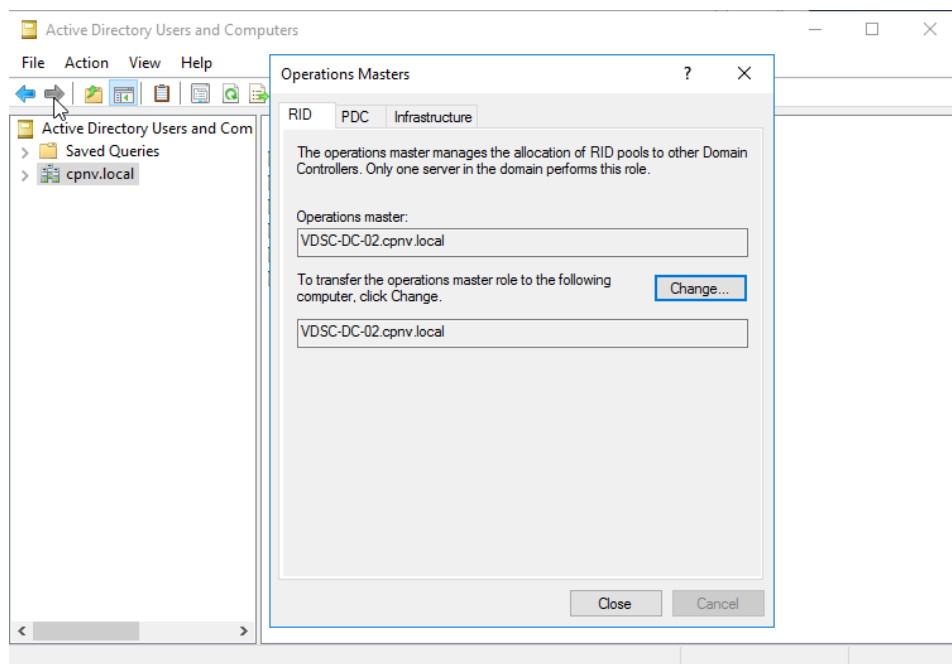 Active Directory Users and Computers
File Action View Help
Active Directory Users and Com
Saved Queries
cpnv.local
Operations Masters
?
RID PDC Infrastructure
The operations master manages the allocation of RID pools to other Domain
Controllers. Only one server in the domain performs this role.
Operations master:
VDSC-DC-02.cpnv.local
To transfer the operations master role to the following
computer, click Change.
Change...
VDSC-DC-02.cpnv.local
Close Cancel